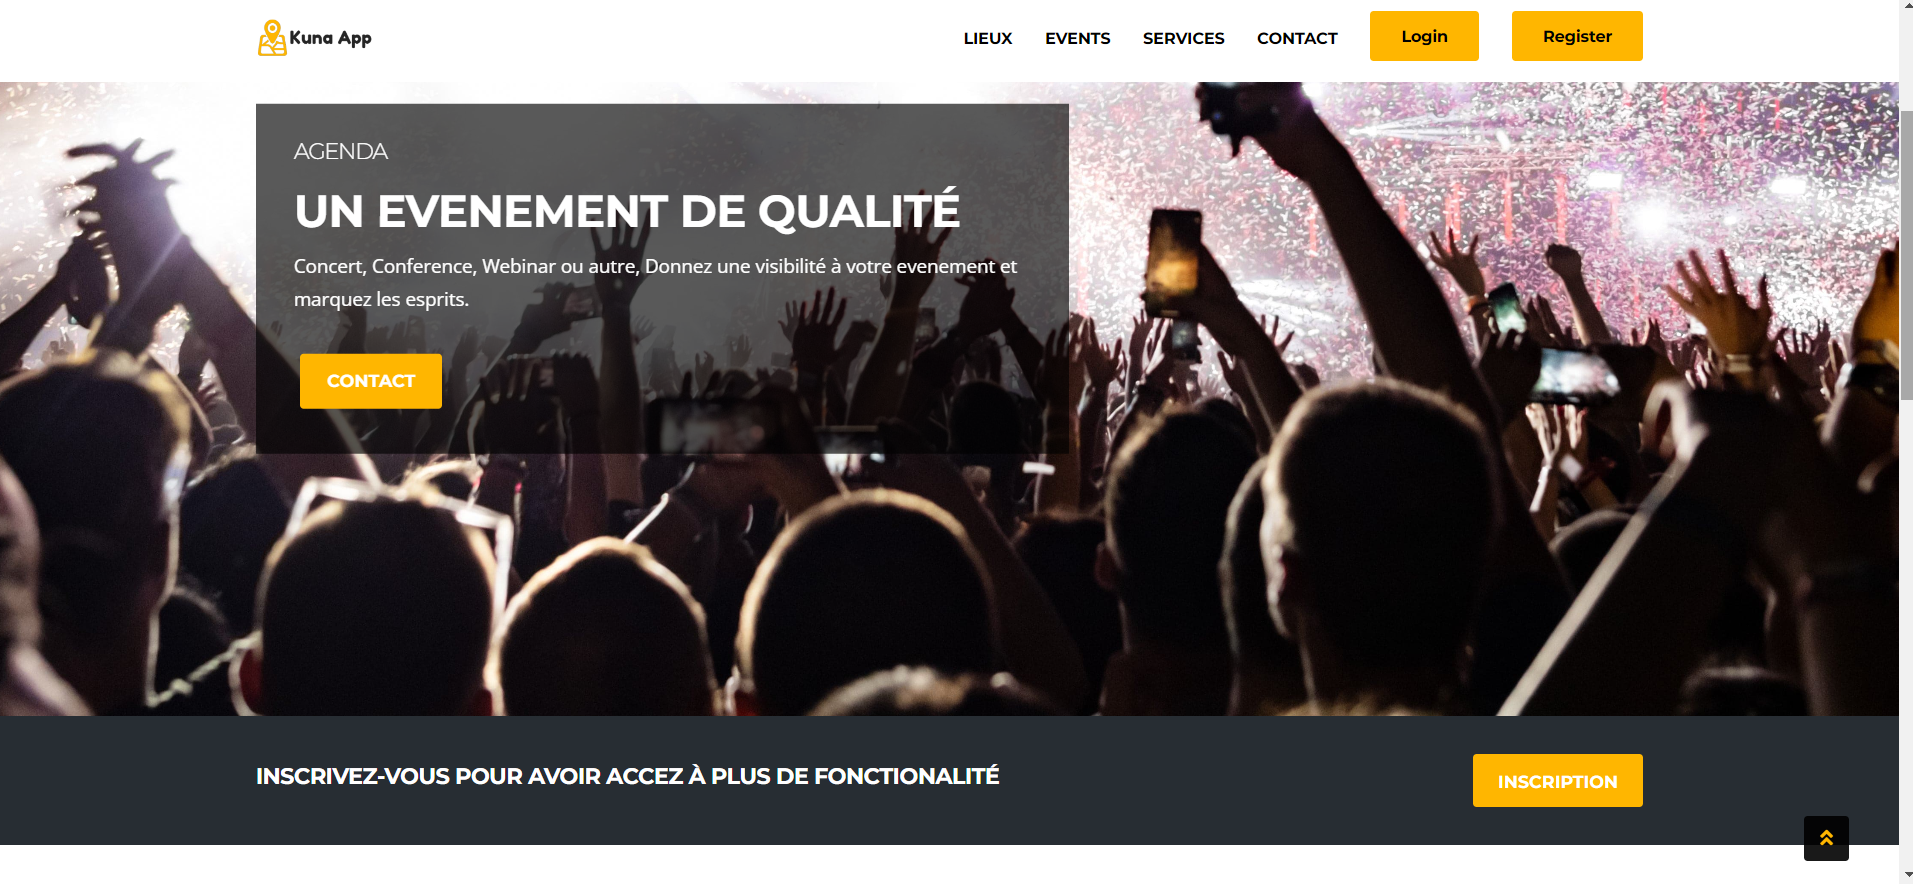 Kuna App
LIEUX
EVENTS
SERVICES
CONTACT
Login
Register
AGENDA
UN EVENEMENT DE QUALITÉ
Concert, Conference, Webinar ou autre, Donnez une visibilité à votre evenement et
marquez les esprits.
CONTACT
INSCRIVEZ-VOUS POUR AVOIR ACCEZ À PLUS DE FONCTIONALITÉ
INSCRIPTION